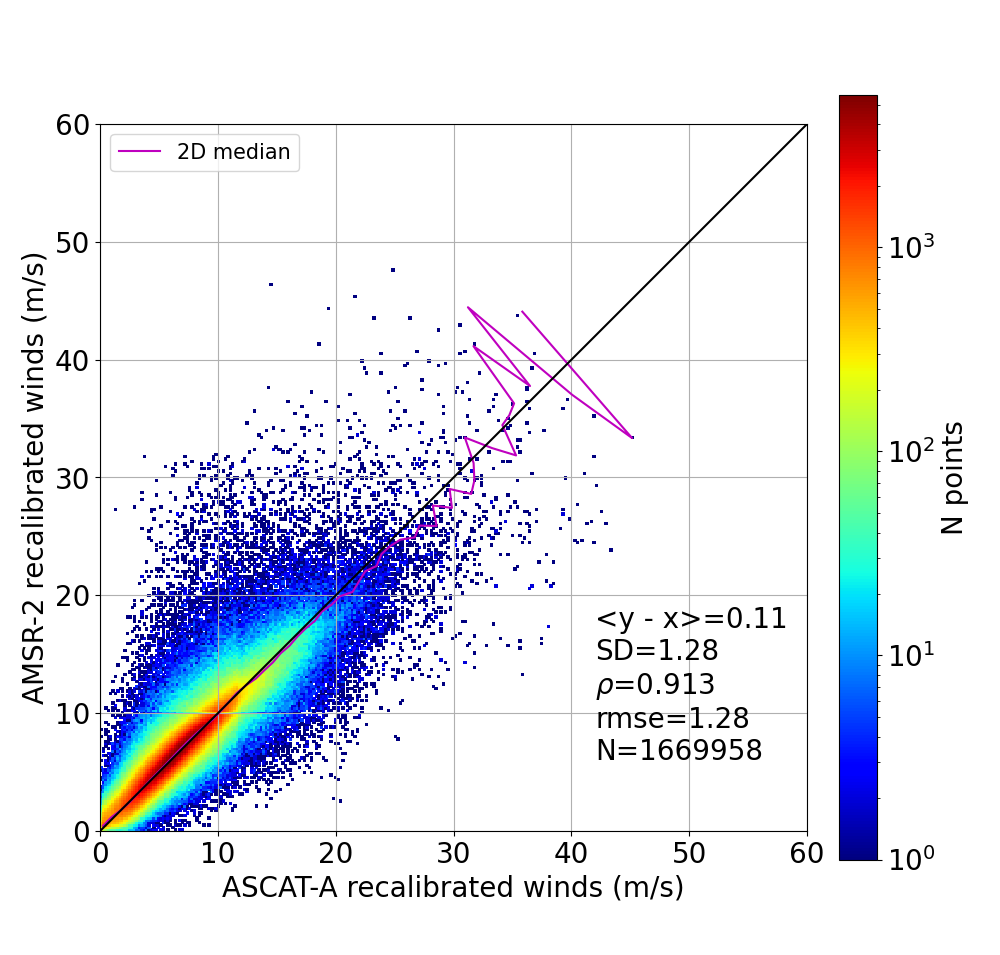 2D median
60
50
40
30
20
10
0
AMSR-2 recalibrated winds (m/s)
<y - x>=0.11
SD=1.28
ρ=0.913
rmse=1.28
N=1669958
0 10 20 30 40 50 60
ASCAT-A recalibrated winds (m/s)
10³
10²
10¹
10⁰
N points